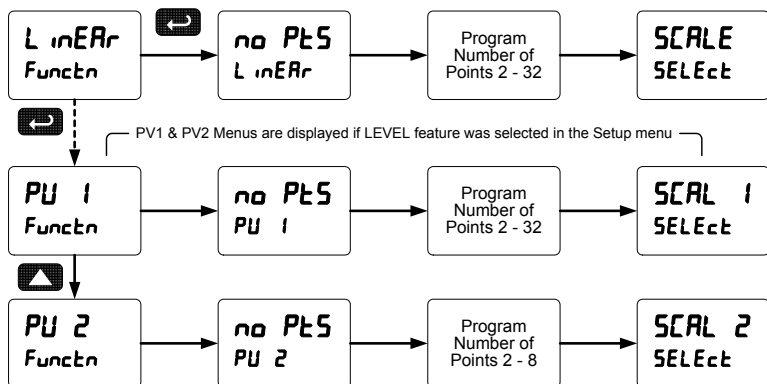 LinEAr
Functn
no PtS
LinEAr
Program
Number of
Points 2 - 32
SCALE
SELEct
PV1 & PV2 Menus are displayed if LEVEL feature was selected in the Setup menu
PU 1
Functn
no PtS
PU 1
Program
Number of
Points 2 - 32
SCAL 1
SELEct
PU 2
Functn
no PtS
PU 2
Program
Number of
Points 2 - 8
SCAL 2
SELEct